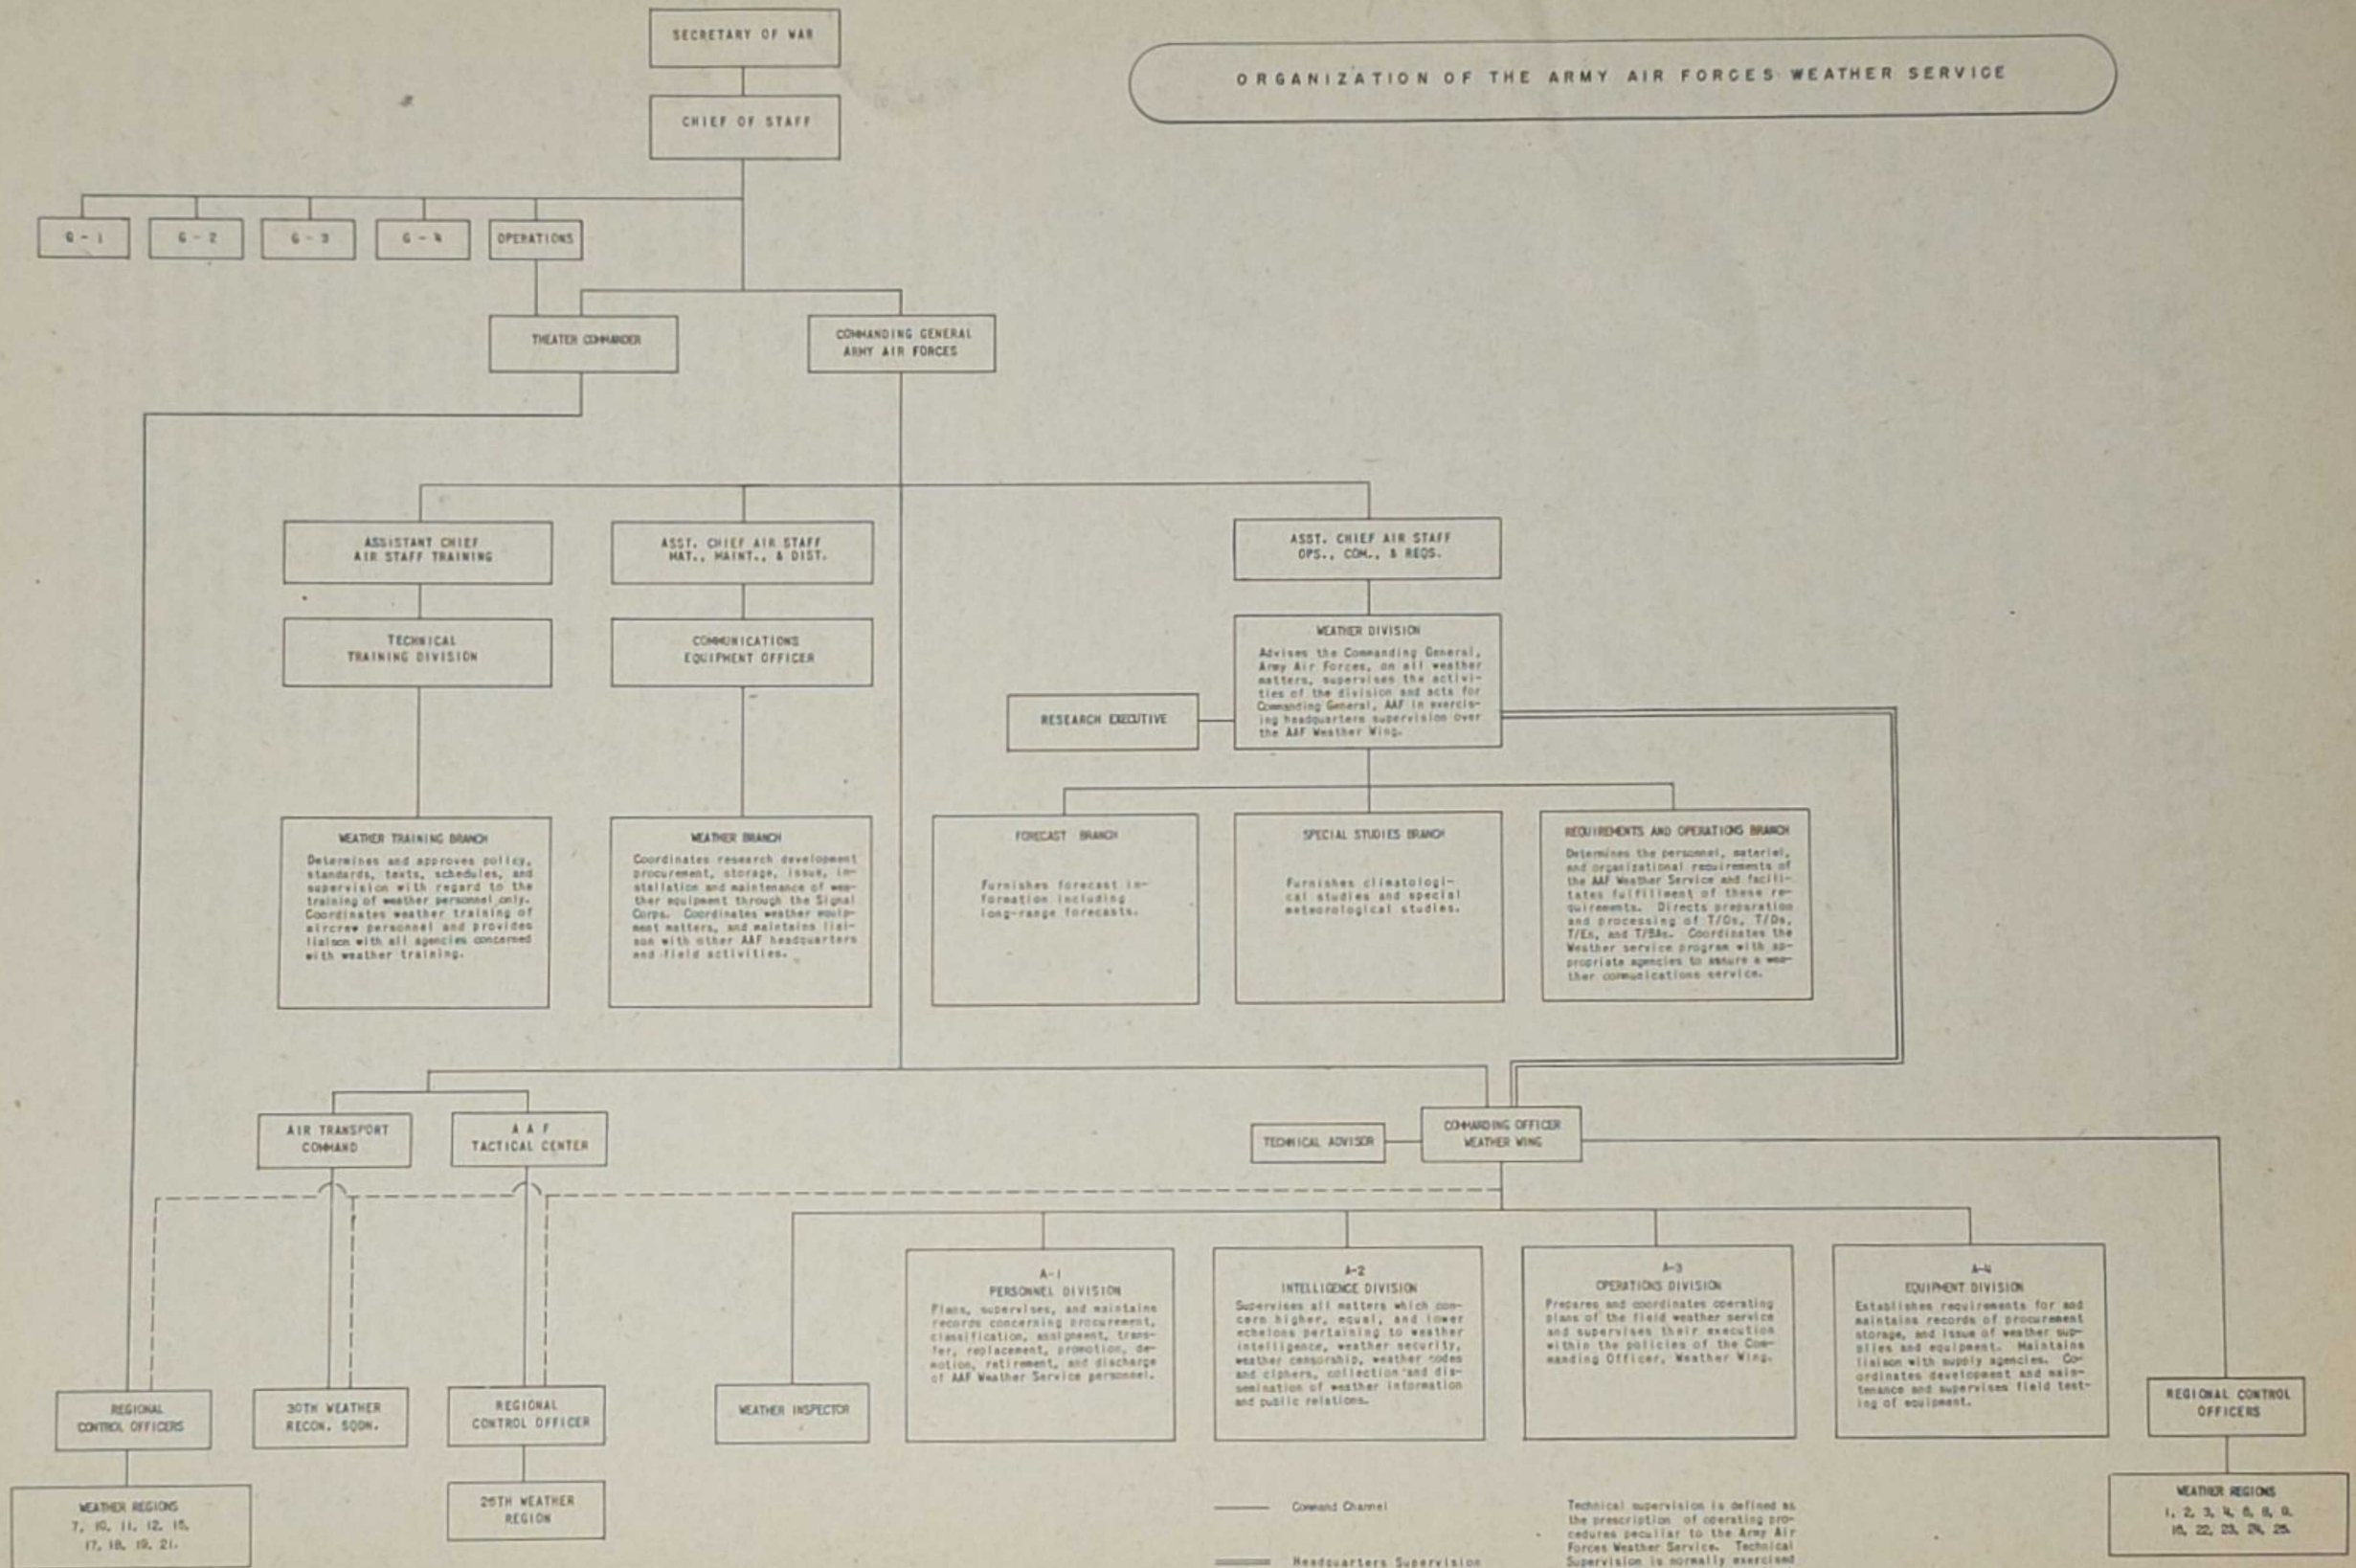 SECRETARY OF WAR
ORGANIZATION OF THE ARMY AIR FORCES WEATHER SERVICE
CHIEF OF STAFF
G - 1
G - 2
G - 3
G - 4
OPERATIONS
THEATER COMMANDER
COMMANDING GENERAL
ARMY AIR FORCES
ASSISTANT CHIEF
AIR STAFF TRAINING
ASST. CHIEF AIR STAFF
MAT., MAINT., & DIST.
ASST. CHIEF AIR STAFF
OPS., COM., & REQS.
TECHNICAL
TRAINING DIVISION
COMMUNICATIONS
EQUIPMENT OFFICER
WEATHER DIVISION
Advises the Commanding General,
Army Air Forces, on all weather
matters, supervises the activi-
ties of the division and acts for
Commanding General, AAF in exercis-
ing headquarters supervision over
the AAF Weather Wing.
RESEARCH EXECUTIVE
WEATHER TRAINING BRANCH
Determines and approves policy,
standards, texts, schedules, and
supervision with regard to the
training of weather personnel only.
Coordinates weather training of
aircrew personnel and provides
liaison with all agencies concerned
with weather training.
WEATHER BRANCH
Coordinates research development
procurement, storage, issue, in-
stallation and maintenance of wea-
ther equipment through the Signal
Corps. Coordinates weather equip-
ment matters, and maintains liai-
son with other AAF headquarters
and field activities.
FORECAST BRANCH
Furnishes forecast in-
formation including
long-range forecasts.
SPECIAL STUDIES BRANCH
Furnishes climatologi-
cal studies and special
meteorological studies.
REQUIREMENTS AND OPERATIONS BRANCH
Determines the personnel, materiel,
and organizational requirements of
the AAF Weather Service and facili-
tates fulfillment of these re-
quirements. Directs preparation
and processing of T/Os, T/Ds,
T/Es, and T/BAs. Coordinates the
Weather service program with ap-
propriate agencies to assure a wea-
ther communications service.
AIR TRANSPORT
COMMAND
A A F
TACTICAL CENTER
TECHNICAL ADVISOR
COMMANDING OFFICER
WEATHER WING
A-1
PERSONNEL DIVISION
Plans, supervises, and maintains
records concerning procurement,
classification, assignment, trans-
fer, replacement, promotion, de-
motion, retirement, and discharge
of AAF Weather Service personnel.
A-2
INTELLIGENCE DIVISION
Supervises all matters which con-
cern higher, equal, and lower
echelons pertaining to weather
intelligence, weather security,
weather censorship, weather codes
and ciphers, collection and dis-
semination of weather information
and public relations.
A-3
OPERATIONS DIVISION
Prepares and coordinates operating
plans of the field weather service
and supervises their execution
within the policies of the Com-
manding Officer, Weather Wing.
A-4
EQUIPMENT DIVISION
Establishes requirements for and
maintains records of procurement
storage, and issue of weather sup-
plies and equipment. Maintains
liaison with supply agencies. Co-
ordinates development and main-
tenance and supervises field test-
ing of equipment.
REGIONAL
CONTROL OFFICERS
30TH WEATHER
RECON. SQDN.
REGIONAL
CONTROL OFFICER
WEATHER INSPECTOR
REGIONAL CONTROL
OFFICERS
WEATHER REGIONS
7, 10, 11, 12, 15,
17, 18, 19, 21.
WEATHER
REGION
WEATHER REGIONS
1, 2, 3, 4, 8, 9,
16, 22, 23, 24, 25.
Command Channel
Headquarters Supervision
Technical supervision is defined as
the prescription of operating pro-
cedures peculiar to the Army Air
Forces Weather Service. Technical
Supervision is normally exercised